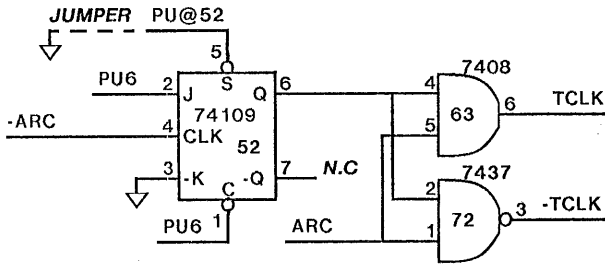 JUMPER PU@52
5
S
PU6 2 J Q 6
74109
-ARC 4 CLK
52
3 -K -Q 7 N.C
C
PU6 1
7408
4 63 6 TCLK
5
7437
2 72 3 -TCLK
ARC 1